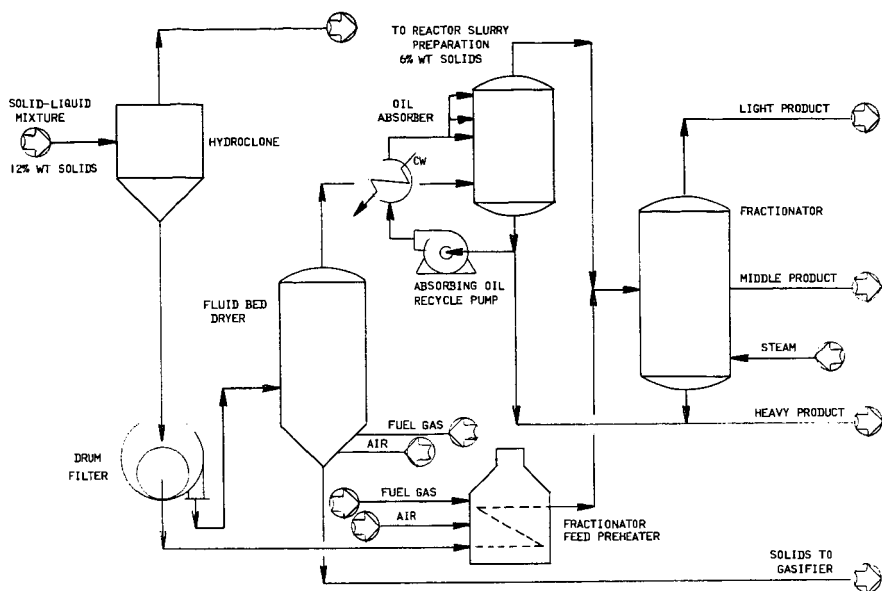 TO REACTOR SLURRY
PREPARATION
6% WT SOLIDS
SOLID-LIQUID
MIXTURE
12% WT SOLIDS
HYDROCLONE
OIL
ABSORBER
CW
LIGHT PRODUCT
FRACTIONATOR
MIDDLE PRODUCT
STEAM
HEAVY PRODUCT
FLUID BED
DRYER
ABSORBING OIL
RECYCLE PUMP
DRUM
FILTER
FUEL GAS
AIR
FUEL GAS
AIR
FRACTIONATOR
FEED PREHEATER
SOLIDS TO
GASIFIER